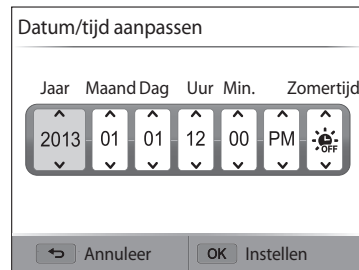 Datum/tijd aanpassen
Jaar Maand Dag Uur Min. Zomertijd
2013 01 01 12 00 PM OFF
Annuleer OK Instellen